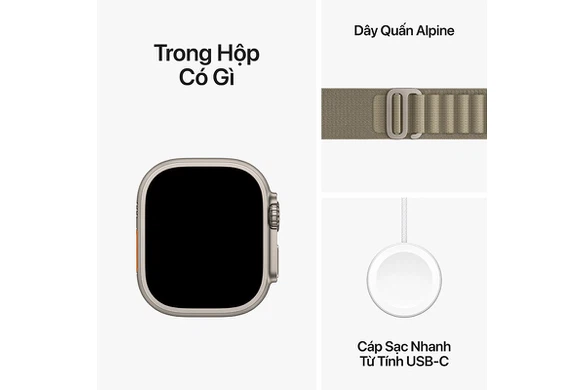 Trong Hộp
Có Gì
Dây Quấn Alpine
Cáp Sạc Nhanh
Từ Tính USB-C